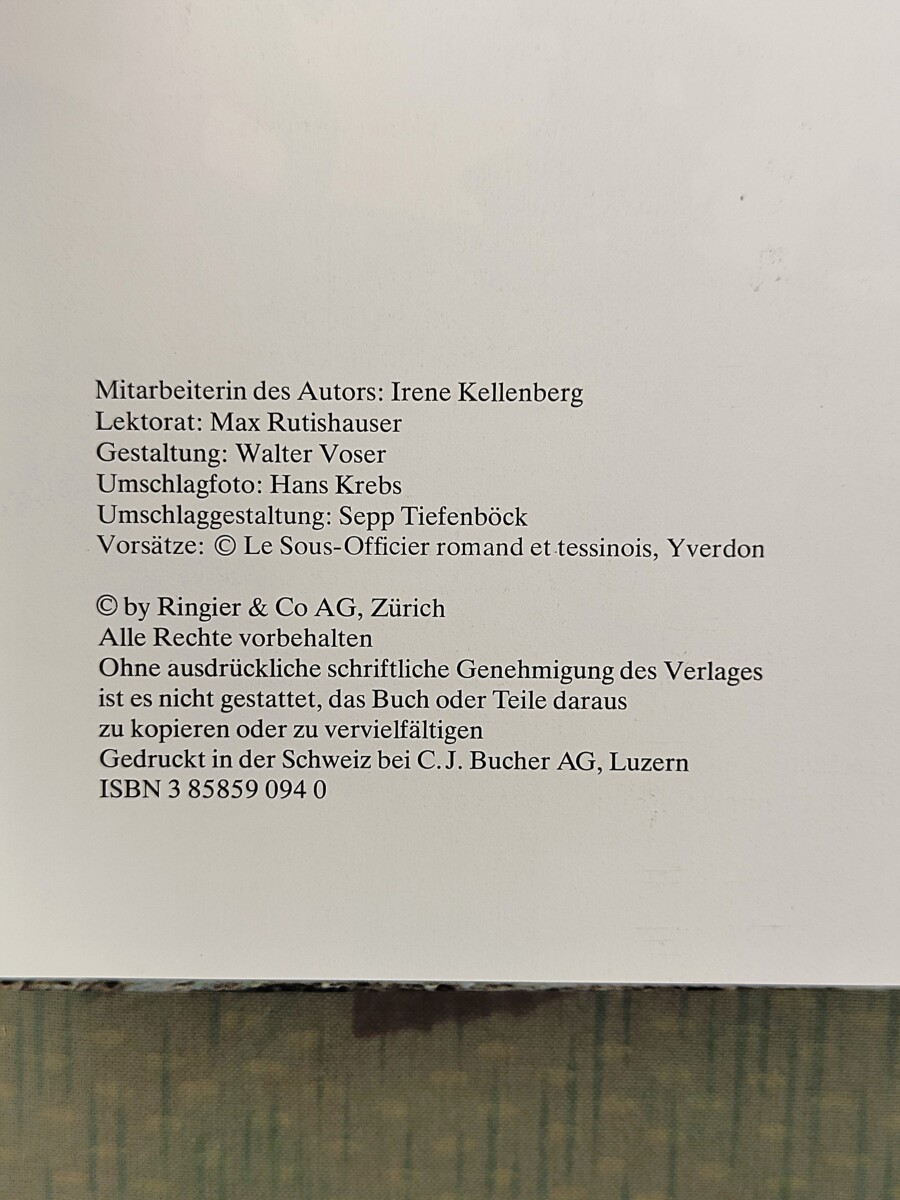 Mitarbeiterin des Autors: Irene Kellenberg
Lektorat: Max Rutishauser
Gestaltung: Walter Voser
Umschlagfoto: Hans Krebs
Umschlaggestaltung: Sepp Tiefenböck
Vorsätze: © Le Sous-Officier romand et tessinois, Yverdon
© by Ringier & Co AG, Zürich
Alle Rechte vorbehalten
Ohne ausdrückliche schriftliche Genehmigung des Verlages
ist es nicht gestattet, das Buch oder Teile daraus
zu kopieren oder zu vervielfältigen
Gedruckt in der Schweiz bei C. J. Bucher AG, Luzern
ISBN 3 85859 094 0